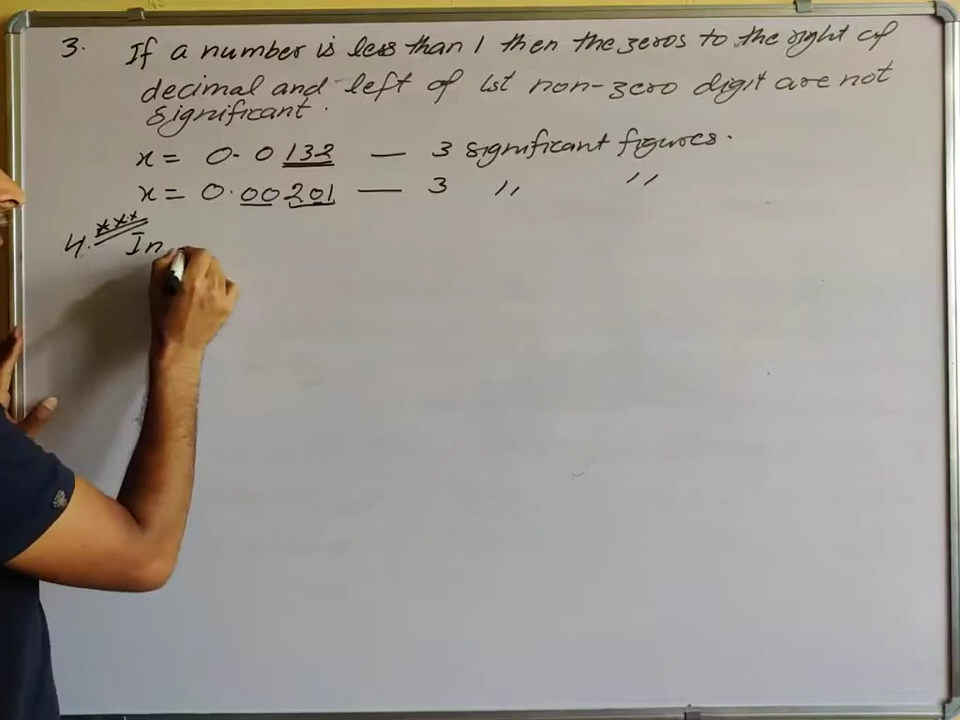 3. If a number is less than 1 then the zeros to the right of
decimal and left of 1st non-zero digit are not
significant.
x = 0.0132 — 3 significant figures.
x = 0.00201 — 3 " "
4. *** In